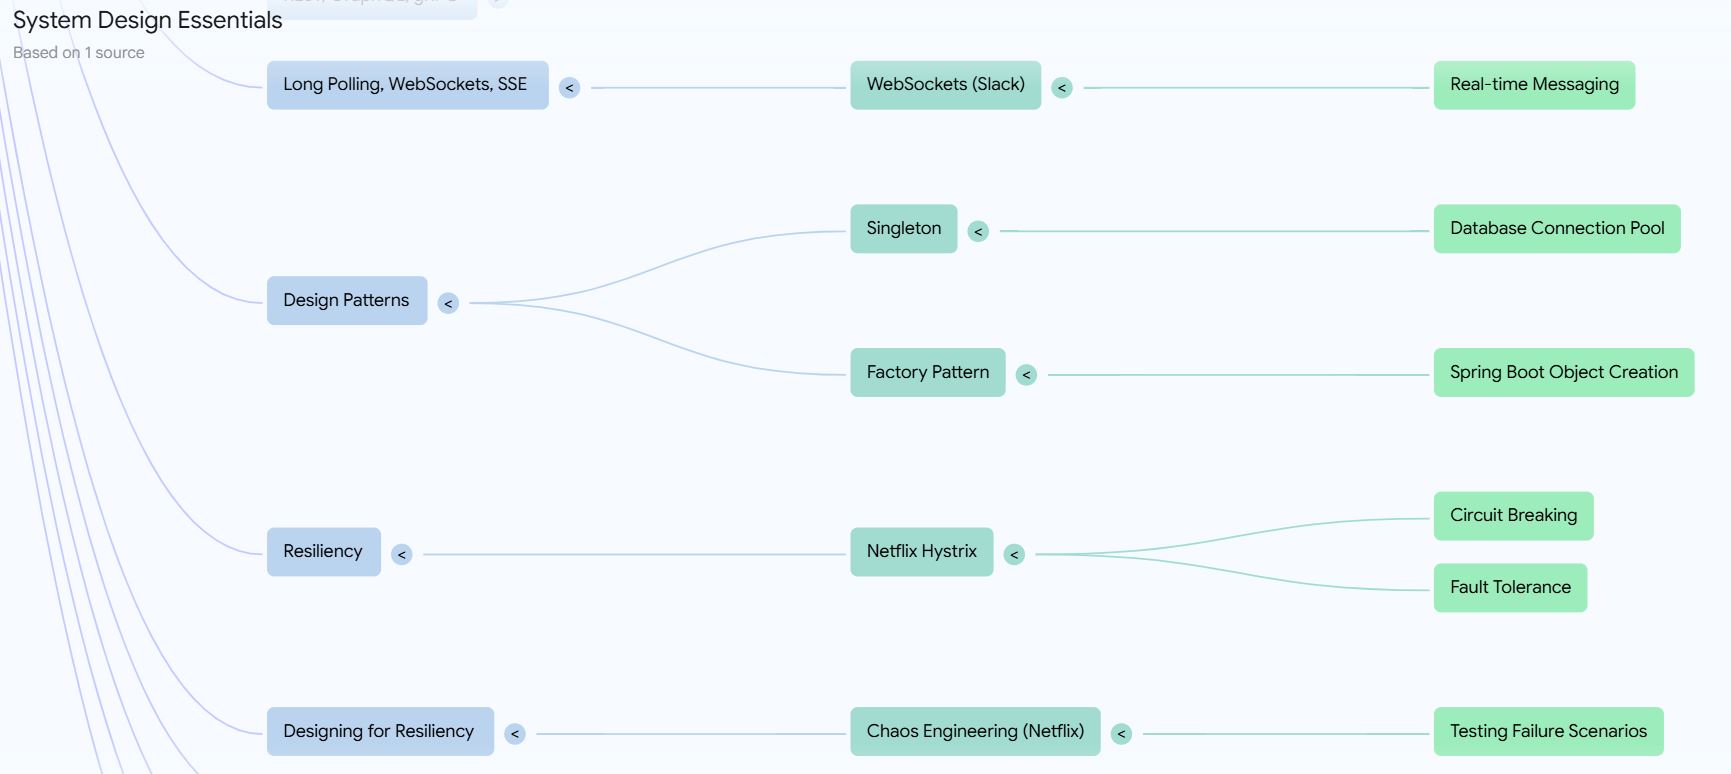 System Design Essentials
Based on 1 source
Long Polling, WebSockets, SSE
<
WebSockets (Slack)
<
Real-time Messaging
Singleton
<
Database Connection Pool
Design Patterns
<
Factory Pattern
<
Spring Boot Object Creation
Circuit Breaking
Resiliency
<
Netflix Hystrix
<
Fault Tolerance
Designing for Resiliency
<
Chaos Engineering (Netflix)
<
Testing Failure Scenarios